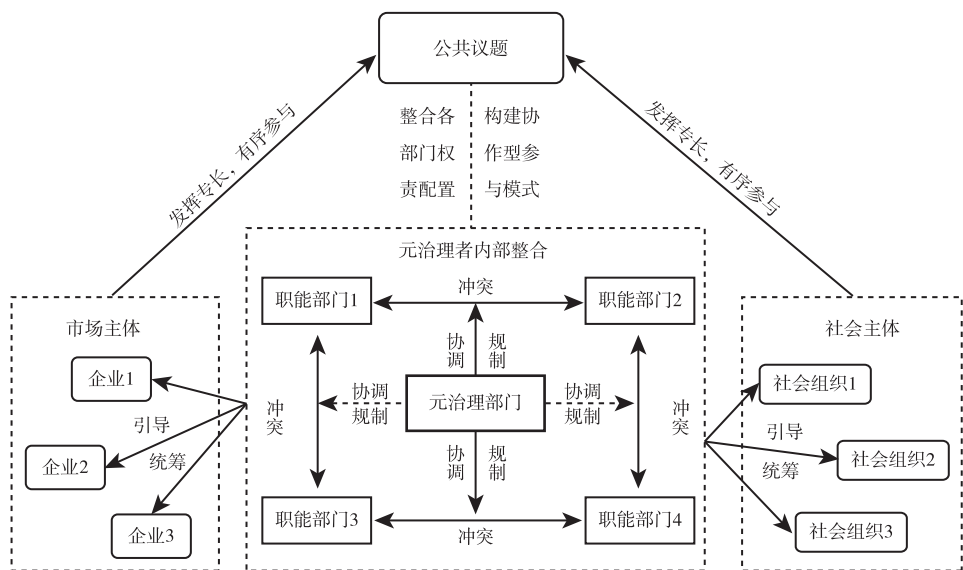 公共议题
发挥专长，有序参与
整合各
部门权
责配置
构建协
作型参
与模式
发挥专长，有序参与
元治理者内部整合
市场主体
企业1
引导
企业2
统筹
企业3
职能部门1
冲突
职能部门2
协调
规制
冲突
协调
规制
元治理部门
协调
规制
冲突
协调
规制
职能部门3
冲突
职能部门4
社会主体
社会组织1
引导
社会组织2
统筹
社会组织3